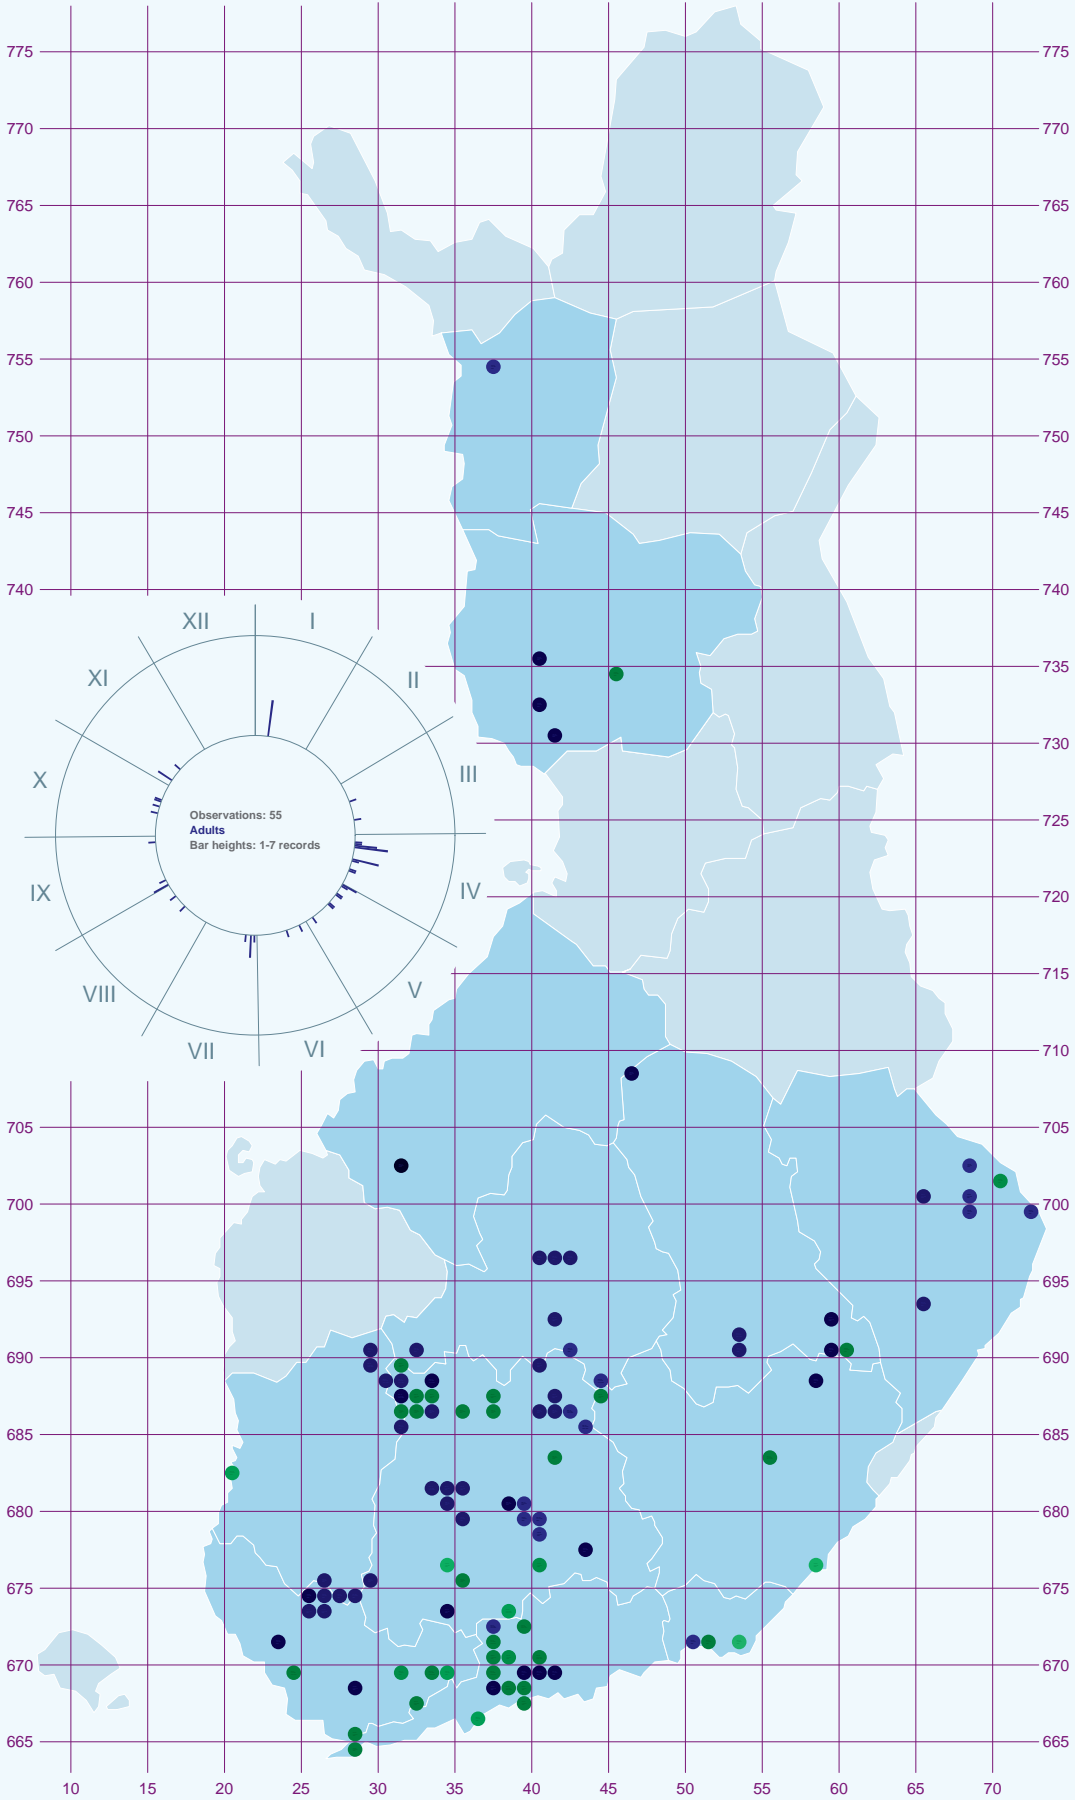 775 775
770 770
765 765
760 760
755 755
750 750
745 745
740 740
XII I
XI II
735
X III
730
Observations: 55
Adults
Bar heights: 1-7 records
725
IX IV
720
VIII V
715
VII VI
710
705 705
700 700
695 695
690 690
685 685
680 680
675 675
670 670
665 665
10 15 20 25 30 35 40 45 50 55 60 65 70